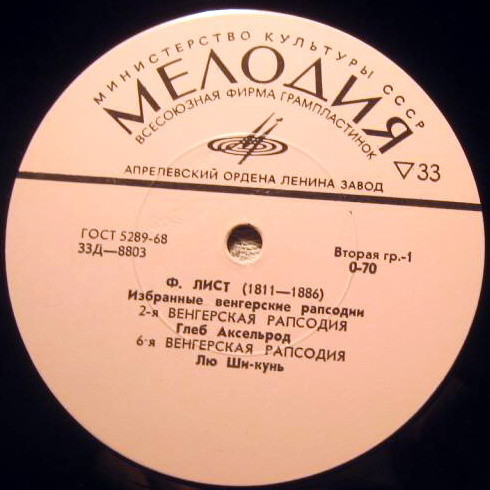 МИНИСТЕРСТВО КУЛЬТУРЫ СССР
МЕЛОДИЯ
ВСЕСОЮЗНАЯ ФИРМА ГРАМПЛАСТИНОК
▽33
АПРЕЛЕВСКИЙ ОРДЕНА ЛЕНИНА ЗАВОД
ГОСТ 5289-68
33Д—8803
Вторая гр.-1
0-70
Ф. ЛИСТ (1811—1886)
Избранные венгерские рапсодии
2-я ВЕНГЕРСКАЯ РАПСОДИЯ
Глеб Аксельрод
6-я ВЕНГЕРСКАЯ РАПСОДИЯ
Лю Ши-кунь